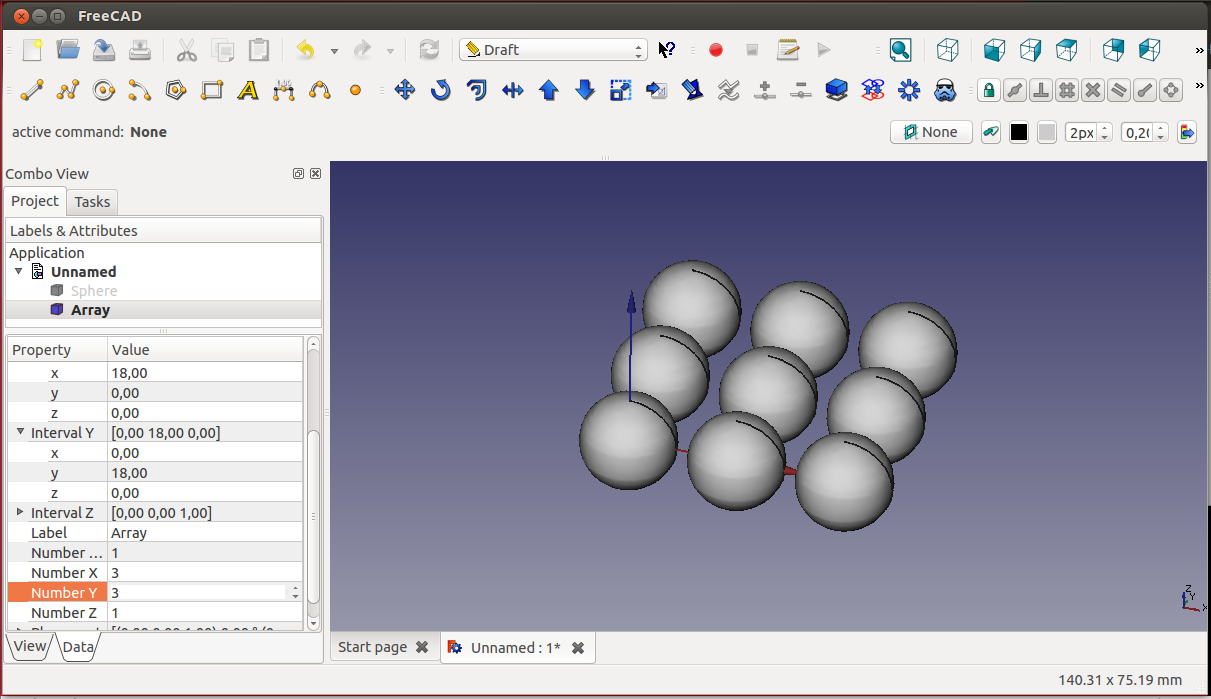 FreeCAD
Draft
active command: None
None
2px
0,2
Combo View
Project
Tasks
Labels & Attributes
Application
Unnamed
Sphere
Array
Property Value
x 18,00
y 0,00
z 0,00
Interval Y [0,00 18,00 0,00]
x 0,00
y 18,00
z 0,00
Interval Z [0,00 0,00 1,00]
Label Array
Number ... 1
Number X 3
Number Y 3
Number Z 1
View
Data
Start page
Unnamed : 1*
Z
Y
X
140.31 x 75.19 mm